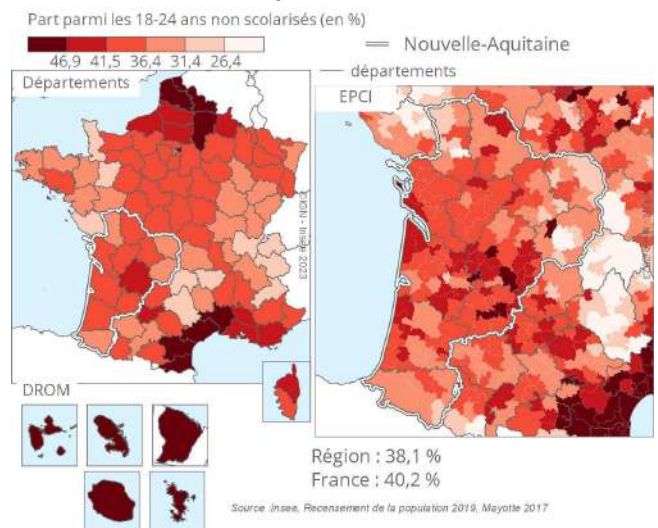 Part parmi les 18-24 ans non scolarisés (en %)
46,9 41,5 36,4 31,4 26,4
Nouvelle-Aquitaine
départements
Départements
EPCI
©IGN - Insee 2023
DROM
Région : 38,1 %
France : 40,2 %
Source :Insee, Recensement de la population 2019, Mayotte 2017